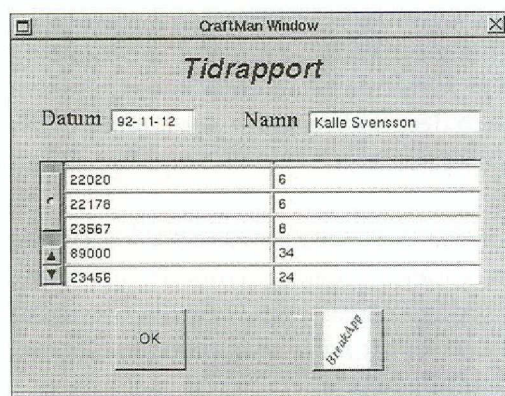 CraftMan Window
Tidrapport
Datum 92-11-12 Namn Kalle Svensson
22020 6
22178 6
23567 8
89000 34
23456 24
OK BreakApp